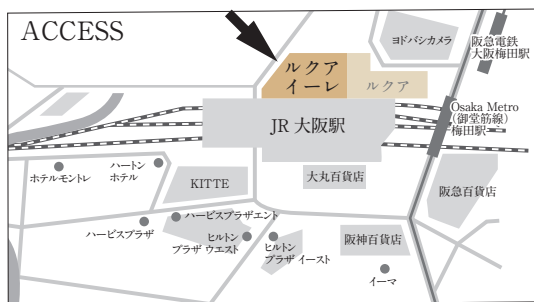 ACCESS
ヨドバシカメラ
阪急電鉄
大阪梅田駅
ルクア
イーレ
ルクア
Osaka Metro
(御堂筋線)
梅田駅
JR 大阪駅
ホテルモントレ
ハートン
ホテル
KITTE
大丸百貨店
阪急百貨店
ハービスプラザエント
ハービスプラザ
ヒルトン
プラザ ウエスト
ヒルトン
プラザ イースト
阪神百貨店
イーマ